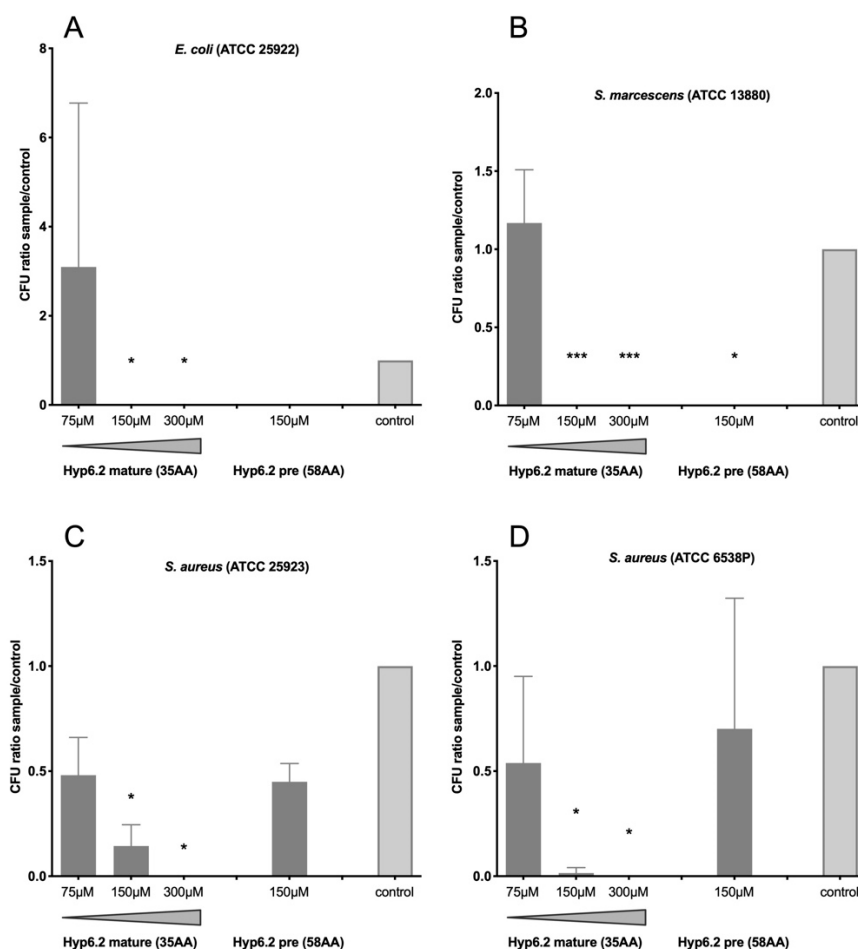 A
E. coli (ATCC 25922)
CFU ratio sample/control
8
6
4
2
0
*
*
75µM
150µM
300µM
150µM
control
Hyp6.2 mature (35AA)
Hyp6.2 pre (58AA)
B
S. marcescens (ATCC 13880)
CFU ratio sample/control
2.0
1.5
1.0
0.5
0.0
***
***
*
75µM
150µM
300µM
150µM
control
Hyp6.2 mature (35AA)
Hyp6.2 pre (58AA)
C
S. aureus (ATCC 25923)
CFU ratio sample/control
1.5
1.0
0.5
0.0
*
*
75µM
150µM
300µM
150µM
control
Hyp6.2 mature (35AA)
Hyp6.2 pre (58AA)
D
S. aureus (ATCC 6538P)
CFU ratio sample/control
1.5
1.0
0.5
0.0
*
*
75µM
150µM
300µM
150µM
control
Hyp6.2 mature (35AA)
Hyp6.2 pre (58AA)